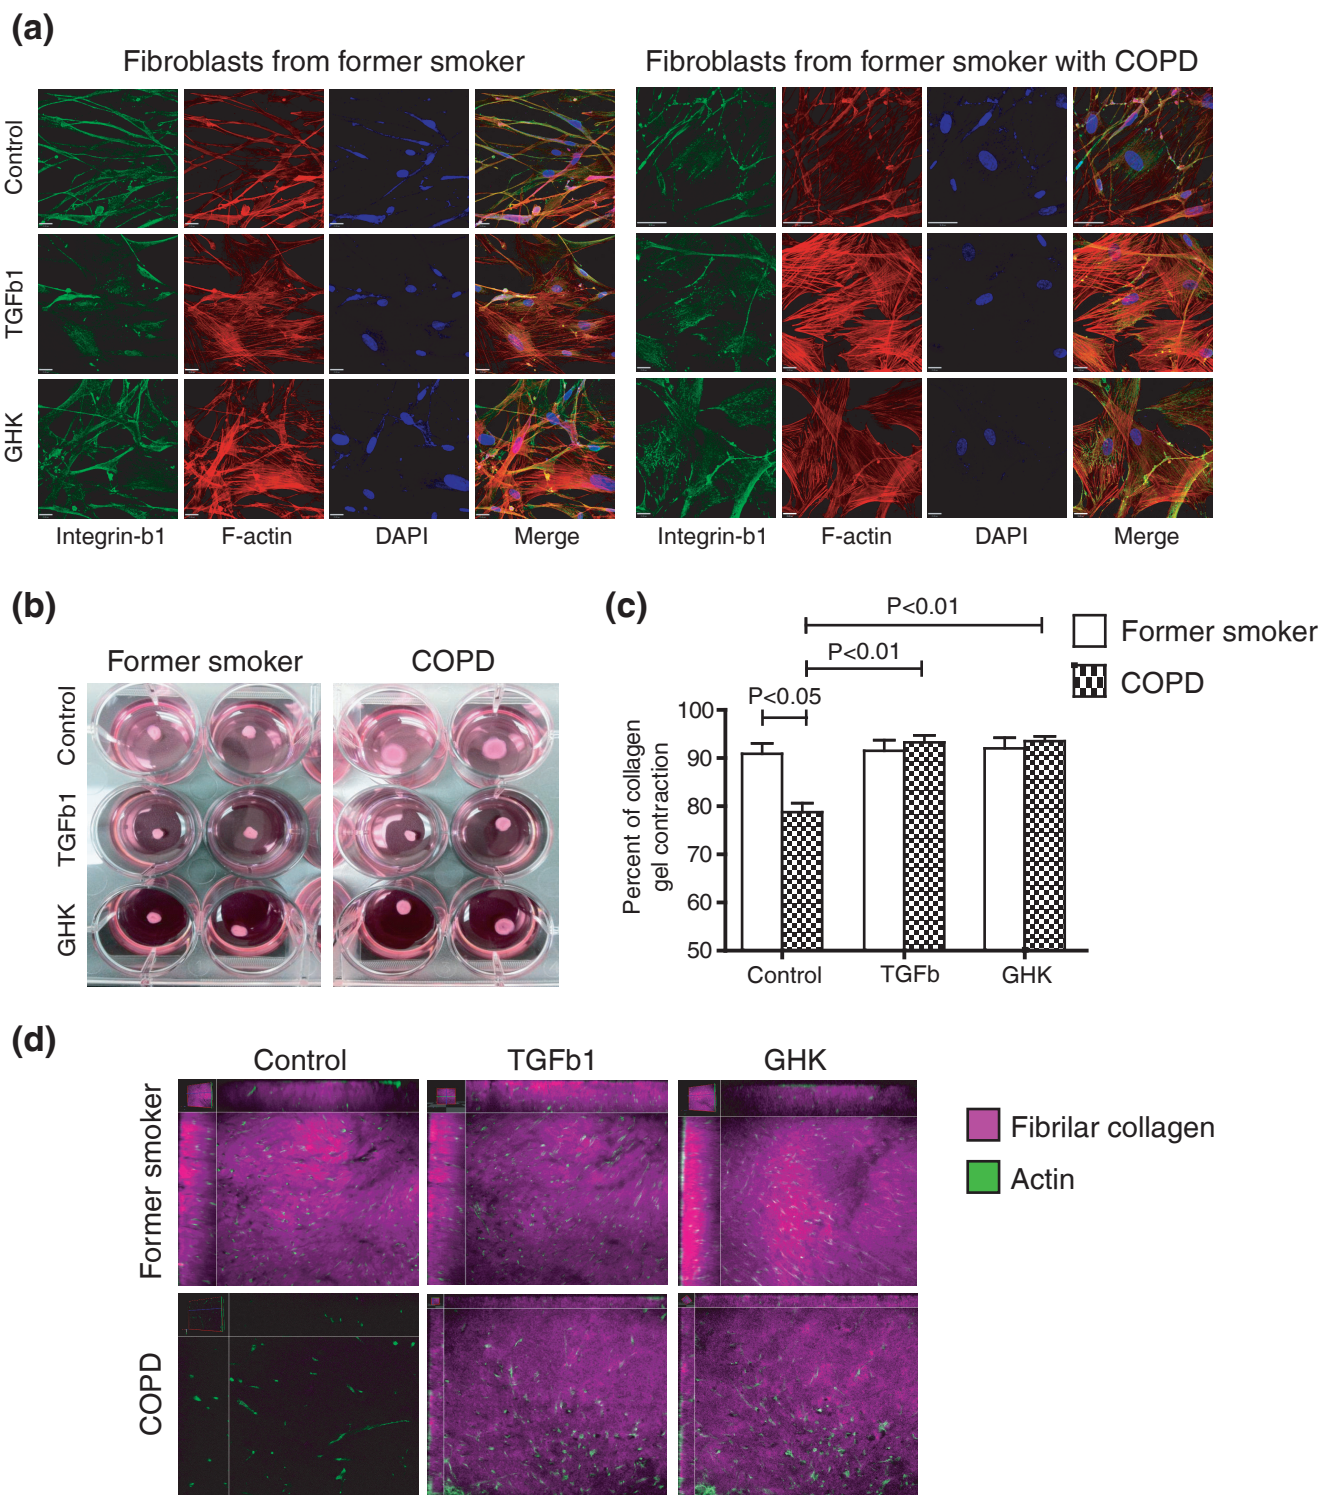 (a)
Fibroblasts from former smoker
Fibroblasts from former smoker with COPD
Control
TGFb1
GHK
Integrin-b1
F-actin
DAPI
Merge
Integrin-b1
F-actin
DAPI
Merge
(b)
Former smoker
COPD
Control
TGFb1
GHK
(c)
P<0.01
P<0.01
P<0.05
Former smoker
COPD
Percent of collagen
gel contraction
100
90
80
70
60
50
Control
TGFb
GHK
(d)
Control
TGFb1
GHK
Former smoker
COPD
Fibrilar collagen
Actin